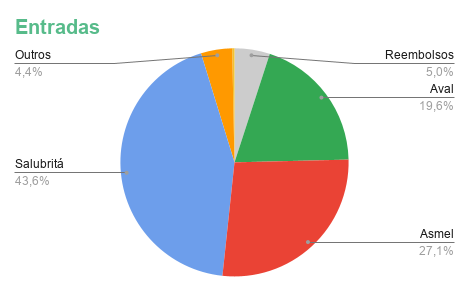 Entradas
Outros
4,4%
Reembolsos
5,0%
Aval
19,6%
Salubritá
43,6%
Asmel
27,1%